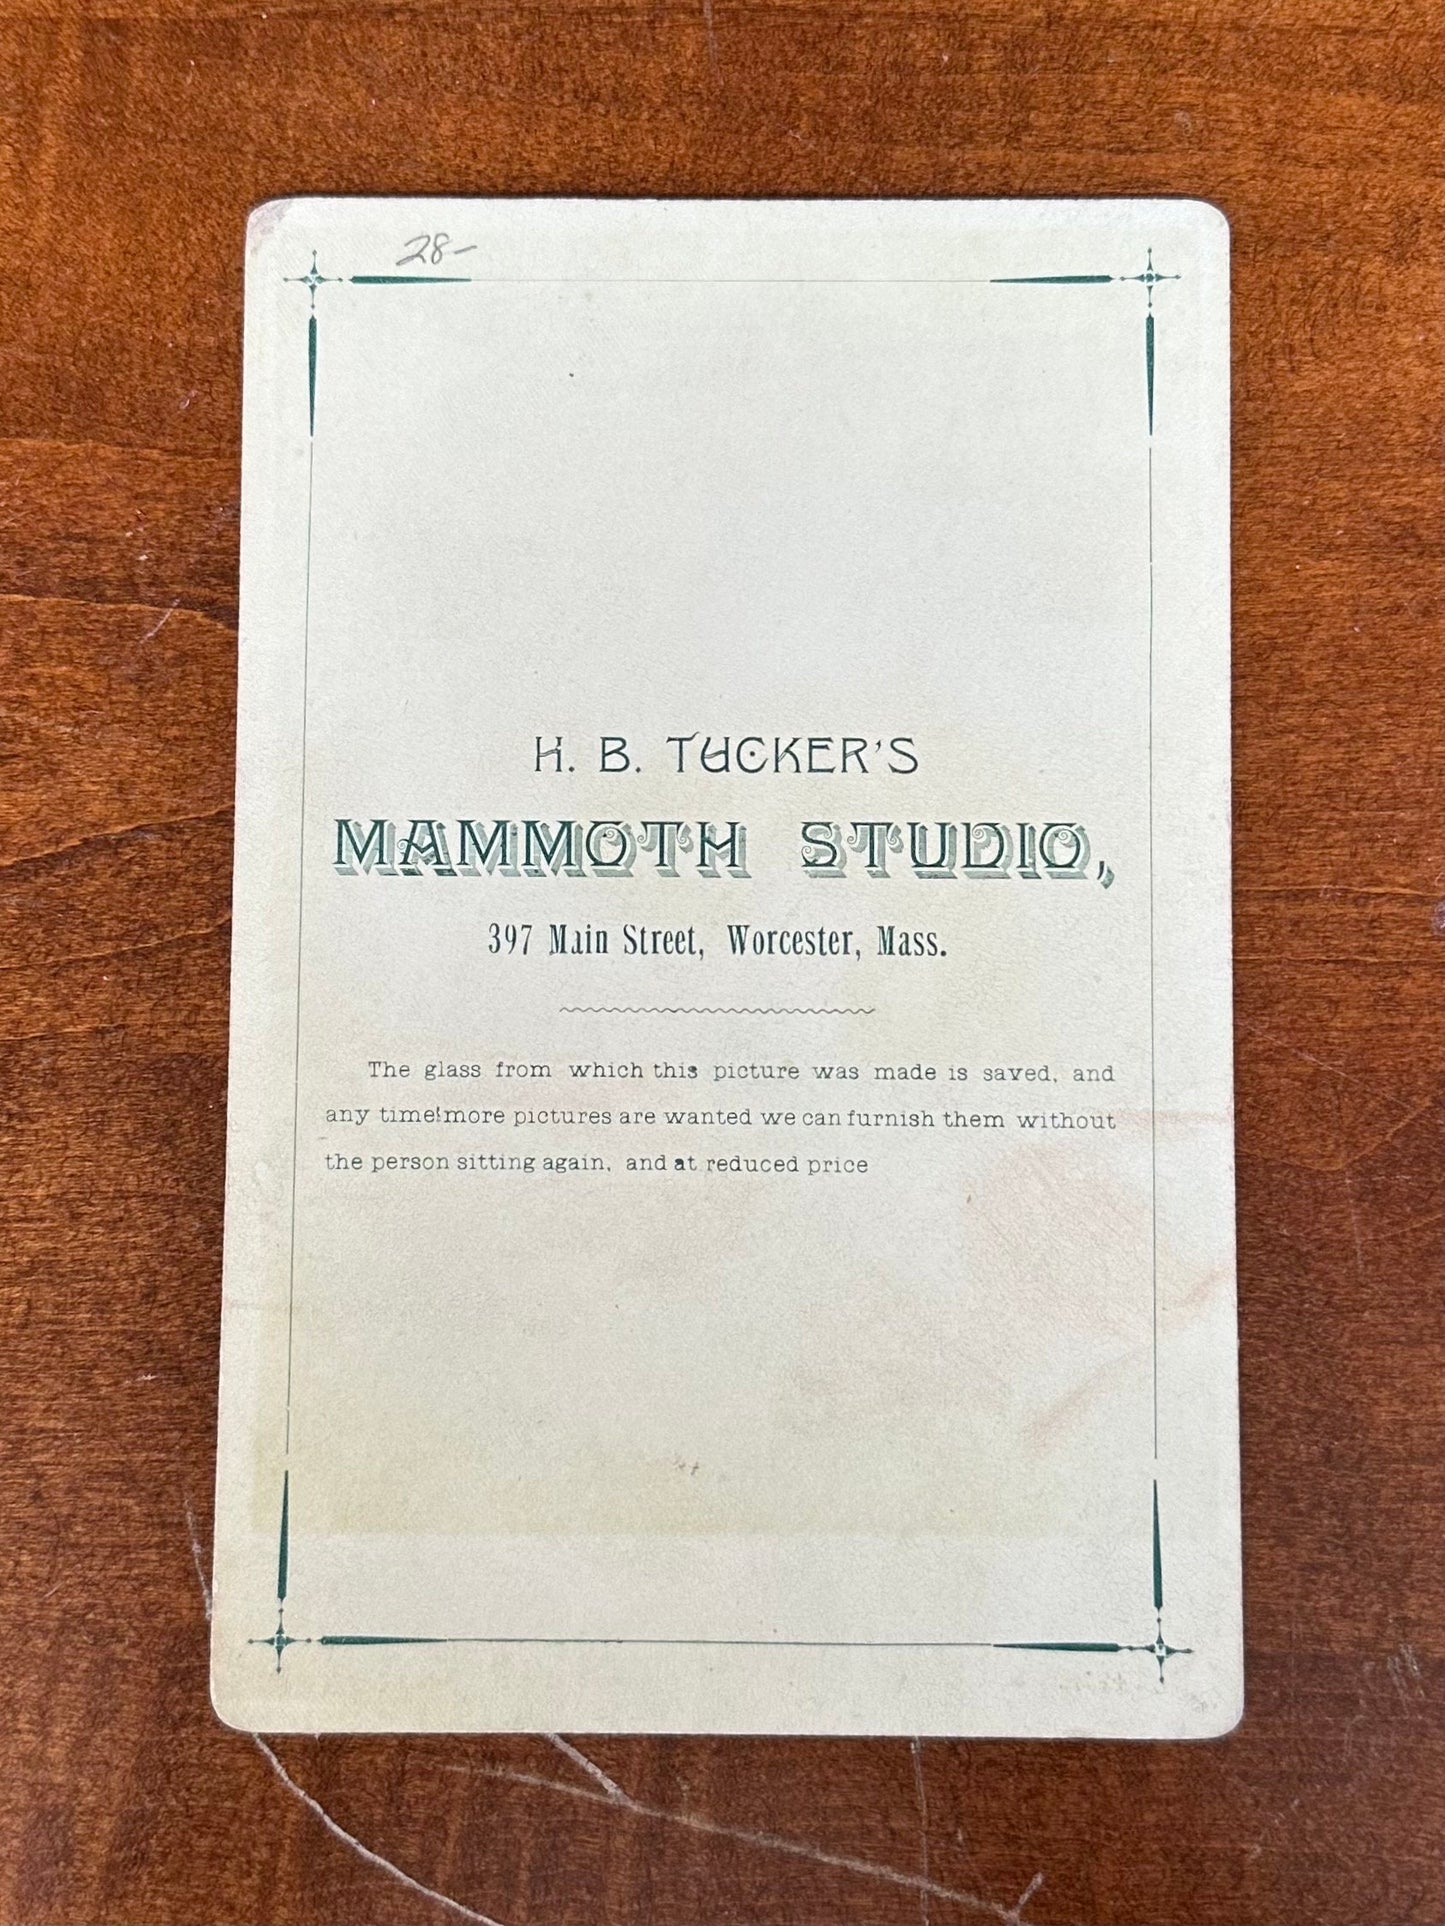 28-
H. B. TUCKER'S
MAMMOTH STUDIO,
397 Main Street, Worcester, Mass.
The glass from which this picture was made is saved, and
any time more pictures are wanted we can furnish them without
the person sitting again, and at reduced price